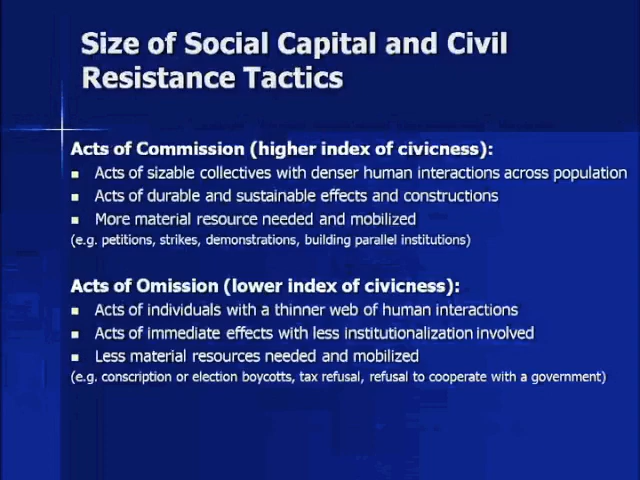 Size of Social Capital and Civil
Resistance Tactics
Acts of Commission (higher index of civicness):
Acts of sizable collectives with denser human interactions across population
Acts of durable and sustainable effects and constructions
More material resource needed and mobilized
(e.g. petitions, strikes, demonstrations, building parallel institutions)
Acts of Omission (lower index of civicness):
Acts of individuals with a thinner web of human interactions
Acts of immediate effects with less institutionalization involved
Less material resources needed and mobilized
(e.g. conscription or election boycotts, tax refusal, refusal to cooperate with a government)